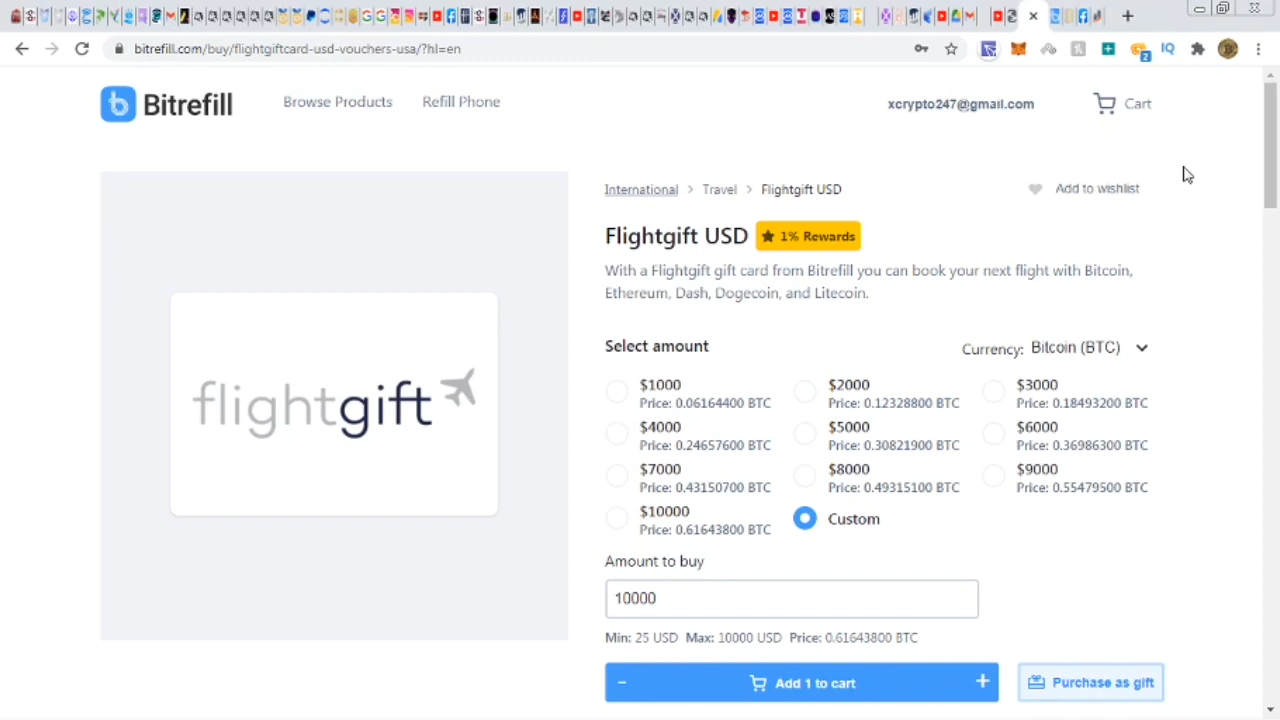 bitrefill.com/buy/flightgiftcard-usd-vouchers-usa/?hl=en
IQ
2
Bitrefill
Browse Products
Refill Phone
xcrypto247@gmail.com
Cart
International > Travel > Flightgift USD
Add to wishlist
Flightgift USD
1% Rewards
With a Flightgift gift card from Bitrefill you can book your next flight with Bitcoin,
Ethereum, Dash, Dogecoin, and Litecoin.
flightgift
Select amount
Currency: Bitcoin (BTC)
$1000
Price: 0.06164400 BTC
$2000
Price: 0.12328800 BTC
$3000
Price: 0.18493200 BTC
$4000
Price: 0.24657600 BTC
$5000
Price: 0.30821900 BTC
$6000
Price: 0.36986300 BTC
$7000
Price: 0.43150700 BTC
$8000
Price: 0.49315100 BTC
$9000
Price: 0.55479500 BTC
$10000
Price: 0.61643800 BTC
Custom
Amount to buy
10000
Min: 25 USD Max: 10000 USD Price: 0.61643800 BTC
- Add 1 to cart +
Purchase as gift